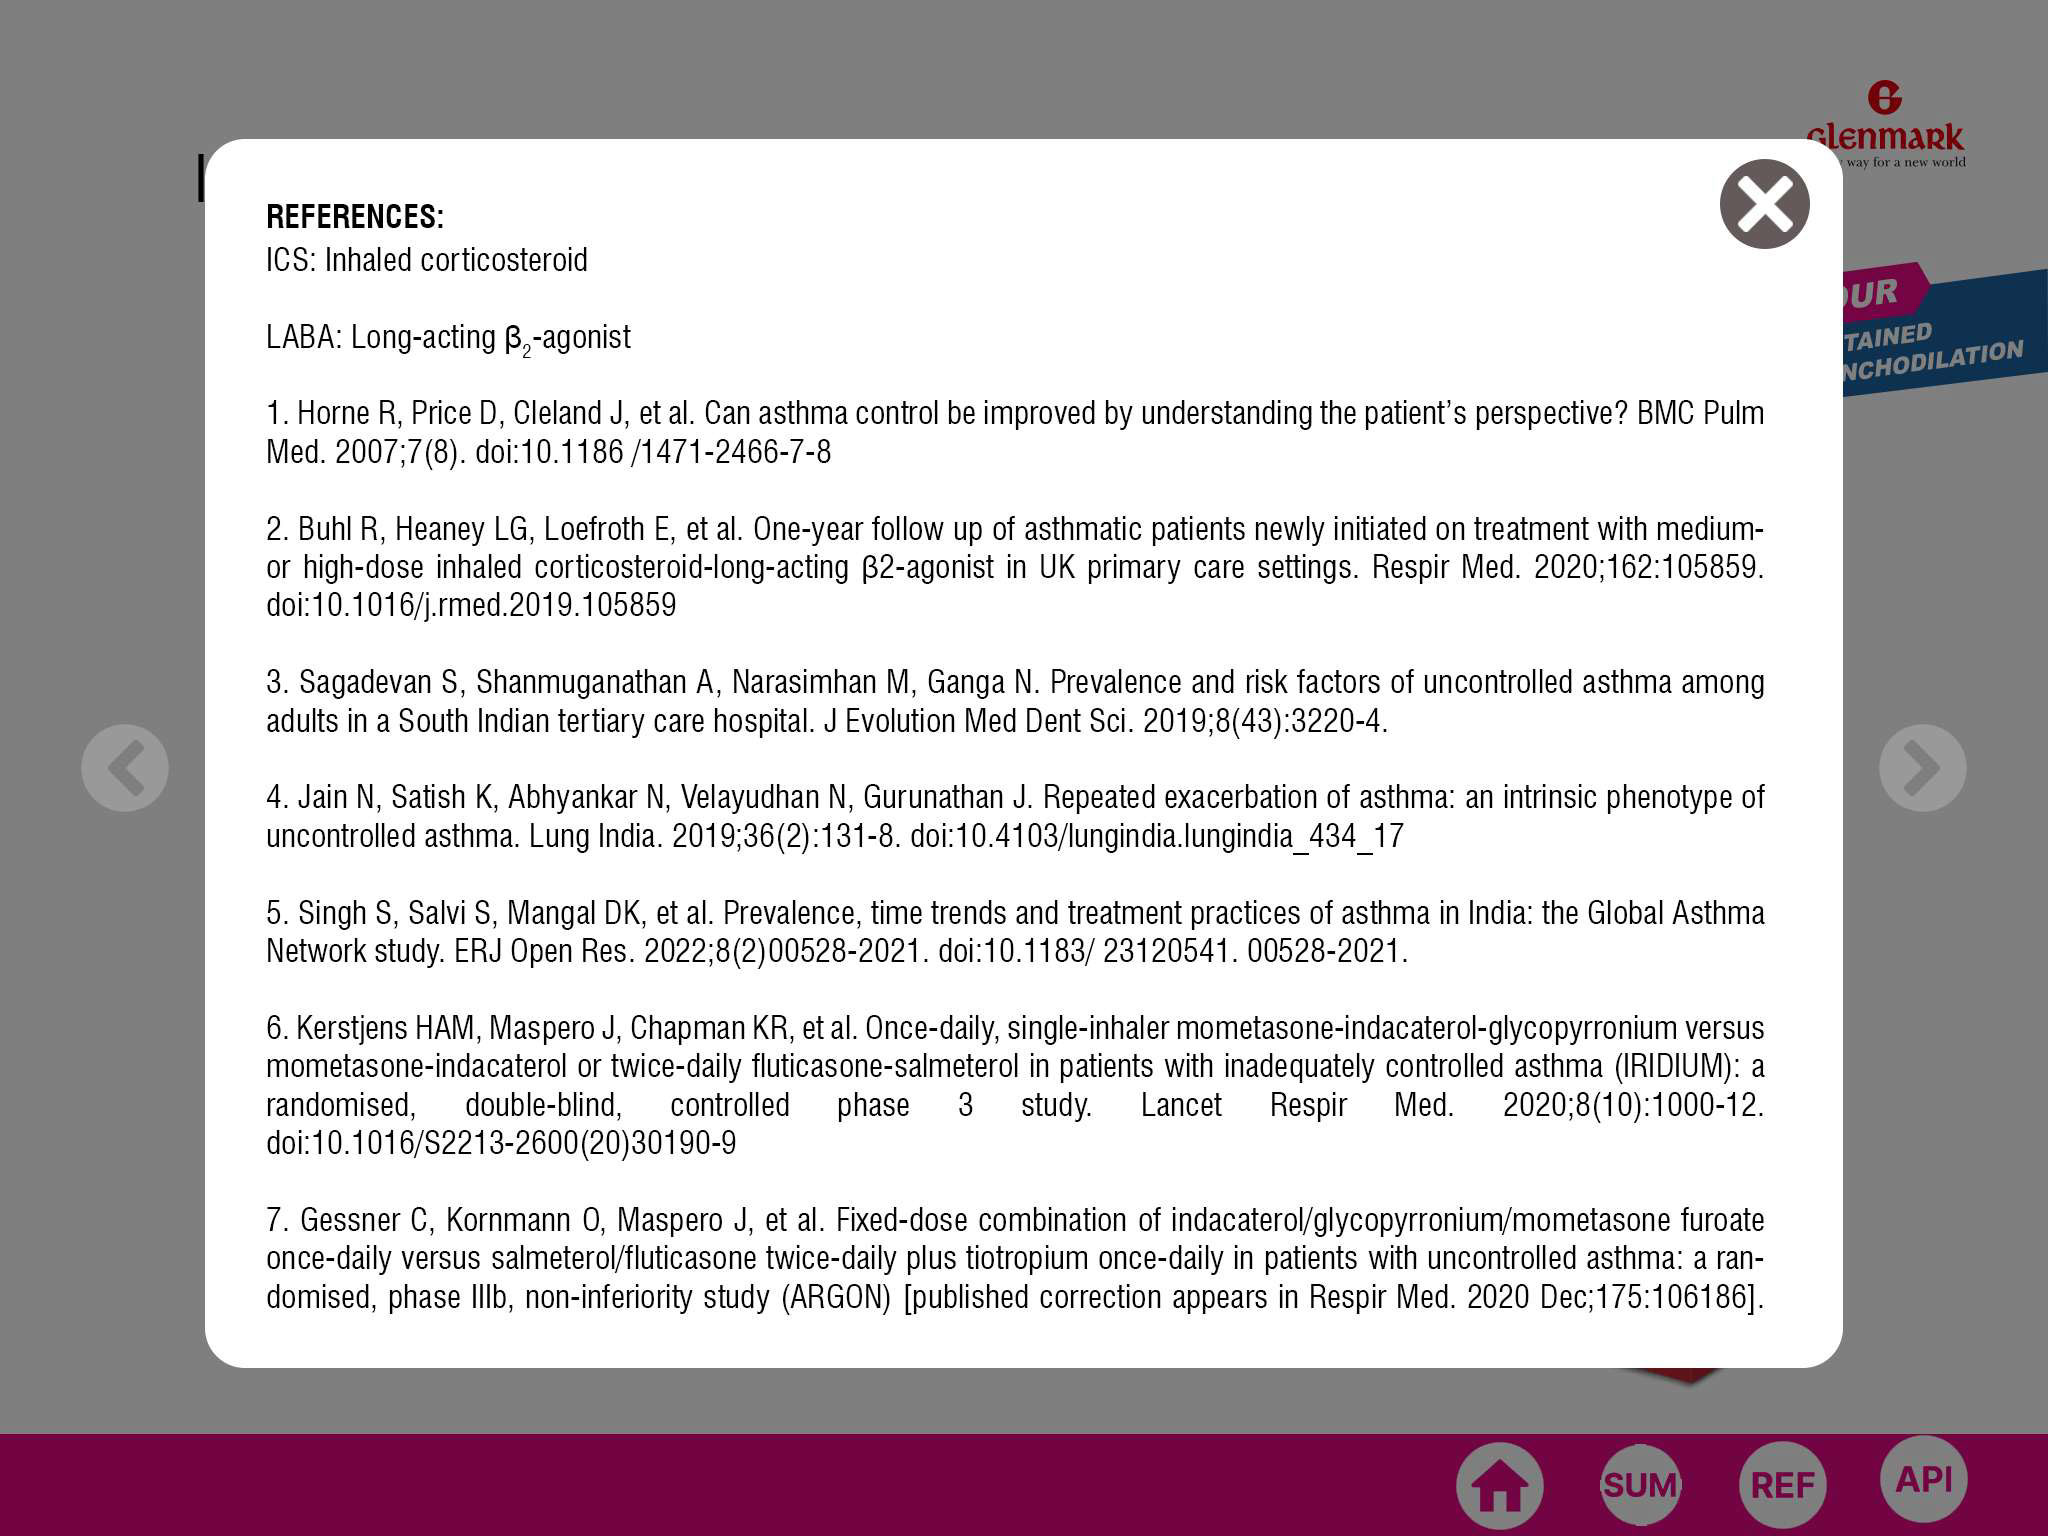 Glenmark
way for a new world
REFERENCES:
ICS: Inhaled corticosteroid
LABA: Long-acting β2-agonist
OUR
TAINED
NCHODILATION
1. Horne R, Price D, Cleland J, et al. Can asthma control be improved by understanding the patient’s perspective? BMC Pulm
Med. 2007;7(8). doi:10.1186 /1471-2466-7-8
2. Buhl R, Heaney LG, Loefroth E, et al. One-year follow up of asthmatic patients newly initiated on treatment with medium-
or high-dose inhaled corticosteroid-long-acting β2-agonist in UK primary care settings. Respir Med. 2020;162:105859.
doi:10.1016/j.rmed.2019.105859
3. Sagadevan S, Shanmuganathan A, Narasimhan M, Ganga N. Prevalence and risk factors of uncontrolled asthma among
adults in a South Indian tertiary care hospital. J Evolution Med Dent Sci. 2019;8(43):3220-4.
4. Jain N, Satish K, Abhyankar N, Velayudhan N, Gurunathan J. Repeated exacerbation of asthma: an intrinsic phenotype of
uncontrolled asthma. Lung India. 2019;36(2):131-8. doi:10.4103/lungindia.lungindia_434_17
5. Singh S, Salvi S, Mangal DK, et al. Prevalence, time trends and treatment practices of asthma in India: the Global Asthma
Network study. ERJ Open Res. 2022;8(2)00528-2021. doi:10.1183/ 23120541. 00528-2021.
6. Kerstjens HAM, Maspero J, Chapman KR, et al. Once-daily, single-inhaler mometasone-indacaterol-glycopyrronium versus
mometasone-indacaterol or twice-daily fluticasone-salmeterol in patients with inadequately controlled asthma (IRIDIUM): a
randomised, double-blind, controlled phase 3 study. Lancet Respir Med. 2020;8(10):1000-12.
doi:10.1016/S2213-2600(20)30190-9
7. Gessner C, Kornmann O, Maspero J, et al. Fixed-dose combination of indacaterol/glycopyrronium/mometasone furoate
once-daily versus salmeterol/fluticasone twice-daily plus tiotropium once-daily in patients with uncontrolled asthma: a ran-
domised, phase IIIb, non-inferiority study (ARGON) [published correction appears in Respir Med. 2020 Dec;175:106186].
SUM
REF
API